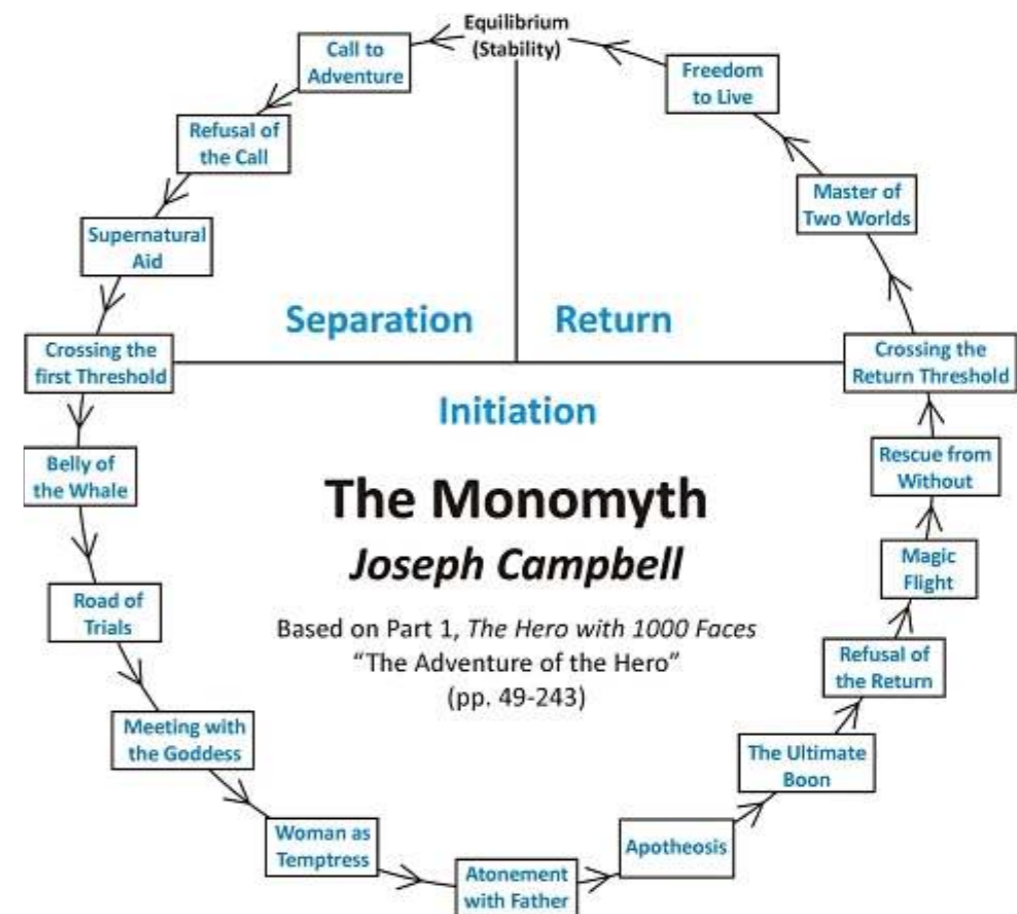 Equilibrium
(Stability)
Call to
Adventure
Refusal of
the Call
Supernatural
Aid
Crossing the
first Threshold
Belly of
the Whale
Road of
Trials
Meeting with
the Goddess
Woman as
Temptress
Atonement
with Father
Apotheosis
The Ultimate
Boon
Refusal of
the Return
Magic
Flight
Rescue from
Without
Crossing the
Return Threshold
Master of
Two Worlds
Freedom
to Live
Separation
Return
Initiation
The Monomyth
Joseph Campbell
Based on Part 1, The Hero with 1000 Faces
“The Adventure of the Hero”
(pp. 49-243)